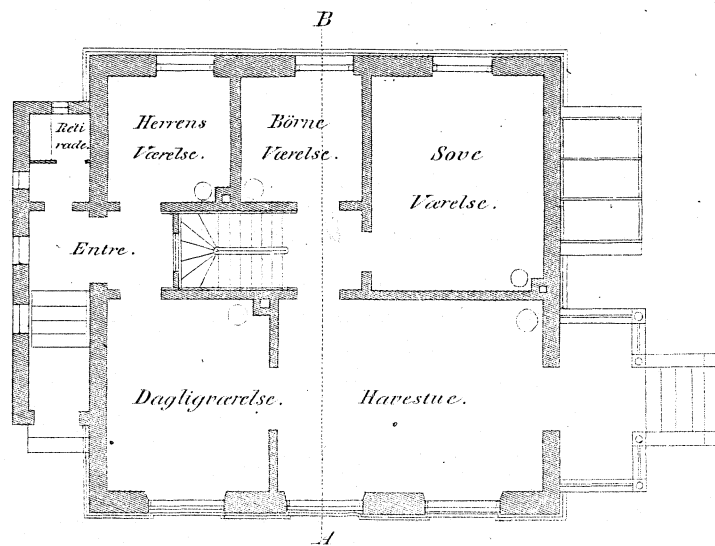 B
Herrens
Værelse.
Börne
Værelse.
Reti
rade.
Sove
Værelse.
Entre.
Dagligværelse.
Havestue.
A